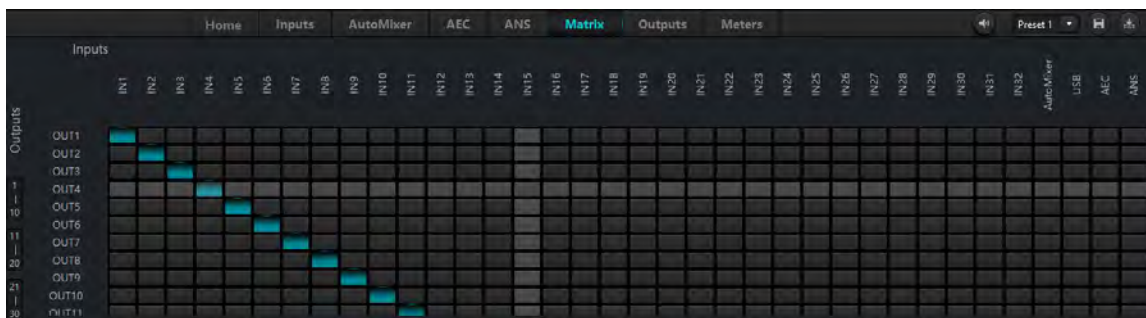 Home Inputs AutoMixer AEC ANS Matrix Outputs Meters Preset 1
Inputs
IN1 IN2 IN3 IN4 IN5 IN6 IN7 IN8 IN9 IN10 IN11 IN12 IN13 IN14 IN15 IN16 IN17 IN18 IN19 IN20 IN21 IN22 IN23 IN24 IN25 IN26 IN27 IN28 IN29 IN30 IN31 IN32 AutoMixer USB AEC ANS
Outputs
OUT1
OUT2
OUT3
OUT4
OUT5
OUT6
OUT7
OUT8
OUT9
OUT10
OUT11
1 | 10
11 | 20
21 | 30